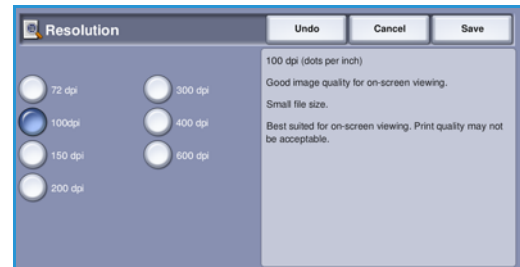 Resolution
Undo
Cancel
Save
72 dpi
100dpi
150 dpi
200 dpi
300 dpi
400 dpi
600 dpi
100 dpi (dots per inch)
Good image quality for on-screen viewing.
Small file size.
Best suited for on-screen viewing. Print quality may not
be acceptable.